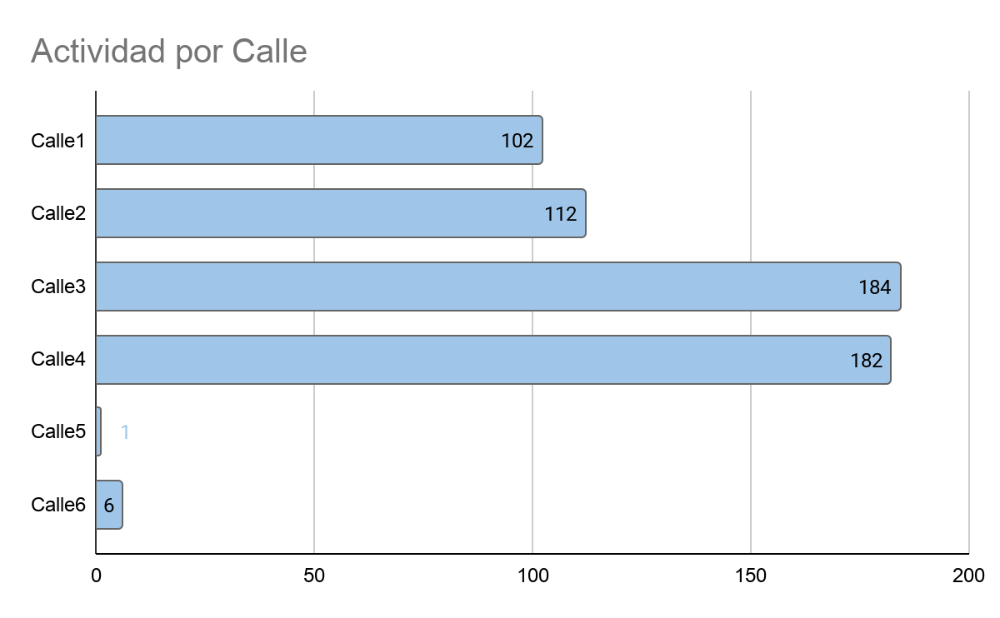 Actividad por Calle
Calle1 102
Calle2 112
Calle3 184
Calle4 182
Calle5 1
Calle6 6
0 50 100 150 200